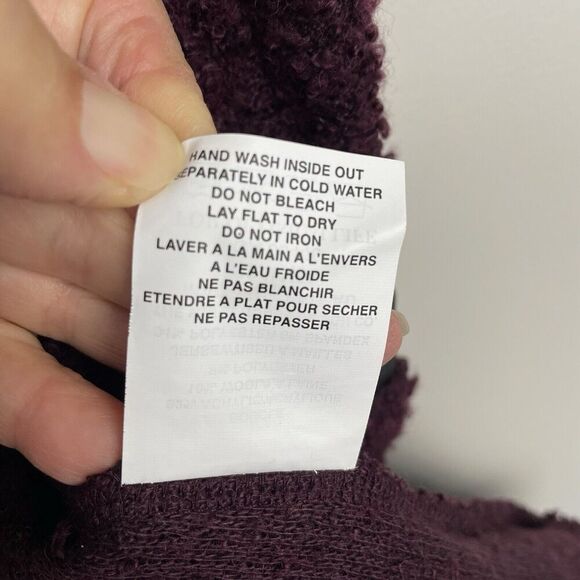 HAND WASH INSIDE OUT
SEPARATELY IN COLD WATER
DO NOT BLEACH
LAY FLAT TO DRY
DO NOT IRON
LAVER A LA MAIN A L'ENVERS
A L'EAU FROIDE
NE PAS BLANCHIR
ETENDRE A PLAT POUR SECHER
NE PAS REPASSER